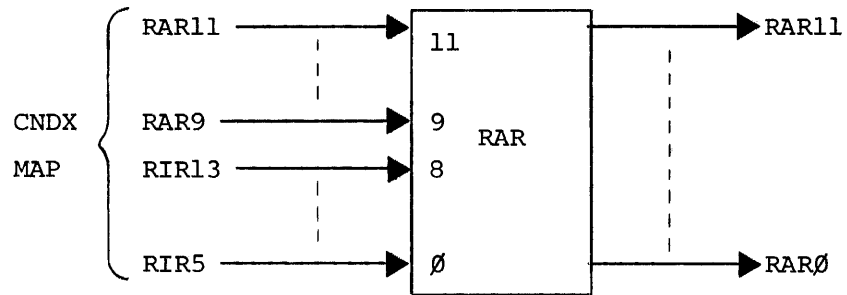 RAR11 11 RAR11
CNDX RAR9 9
RAR
MAP RIR13 8
RIR5 Ø RARØ